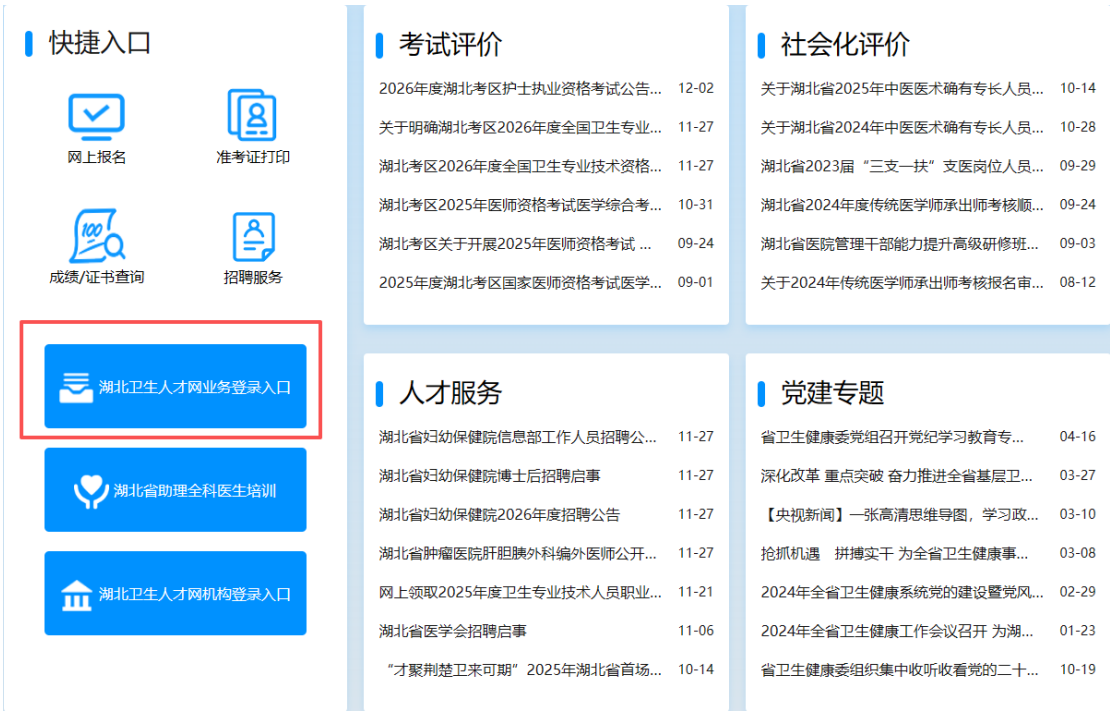 快捷入口
网上报名
准考证打印
100
成绩/证书查询
招聘服务
湖北卫生人才网业务登录入口
湖北省助理全科医生培训
湖北卫生人才网机构登录入口
考试评价
2026年度湖北考区护士执业资格考试公告... 12-02
关于明确湖北考区2026年度全国卫生专业... 11-27
湖北考区2026年度全国卫生专业技术资格... 11-27
湖北考区2025年医师资格考试医学综合考... 10-31
湖北考区关于开展2025年医师资格考试 ... 09-24
2025年度湖北考区国家医师资格考试医学... 09-01
社会化评价
关于湖北省2025年中医医术确有专长人员... 10-14
关于湖北省2024年中医医术确有专长人员... 10-28
湖北省2023届“三支一扶”支医岗位人员... 09-29
湖北省2024年度传统医学师承出师考核顺... 09-24
湖北省医院管理干部能力提升高级研修班... 09-03
关于2024年传统医学师承出师考核报名审... 08-12
人才服务
湖北省妇幼保健院信息部工作人员招聘公... 11-27
湖北省妇幼保健院博士后招聘启事 11-27
湖北省妇幼保健院2026年度招聘公告 11-27
湖北省肿瘤医院肝胆胰外科编外医师公开... 11-27
网上领取2025年度卫生专业技术人员职业... 11-21
湖北省医学会招聘启事 11-06
“才聚荆楚卫来可期”2025年湖北省首场... 10-14
党建专题
省卫生健康委党组召开党纪学习教育专... 04-16
深化改革 重点突破 奋力推进全省基层卫... 03-27
【央视新闻】一张高清思维导图，学习政... 03-10
抢抓机遇 拼搏实干 为全省卫生健康事... 03-08
2024年全省卫生健康系统党的建设暨党风... 02-29
2024年全省卫生健康工作会议召开 为湖... 01-23
省卫生健康委组织集中收听收看党的二十... 10-19